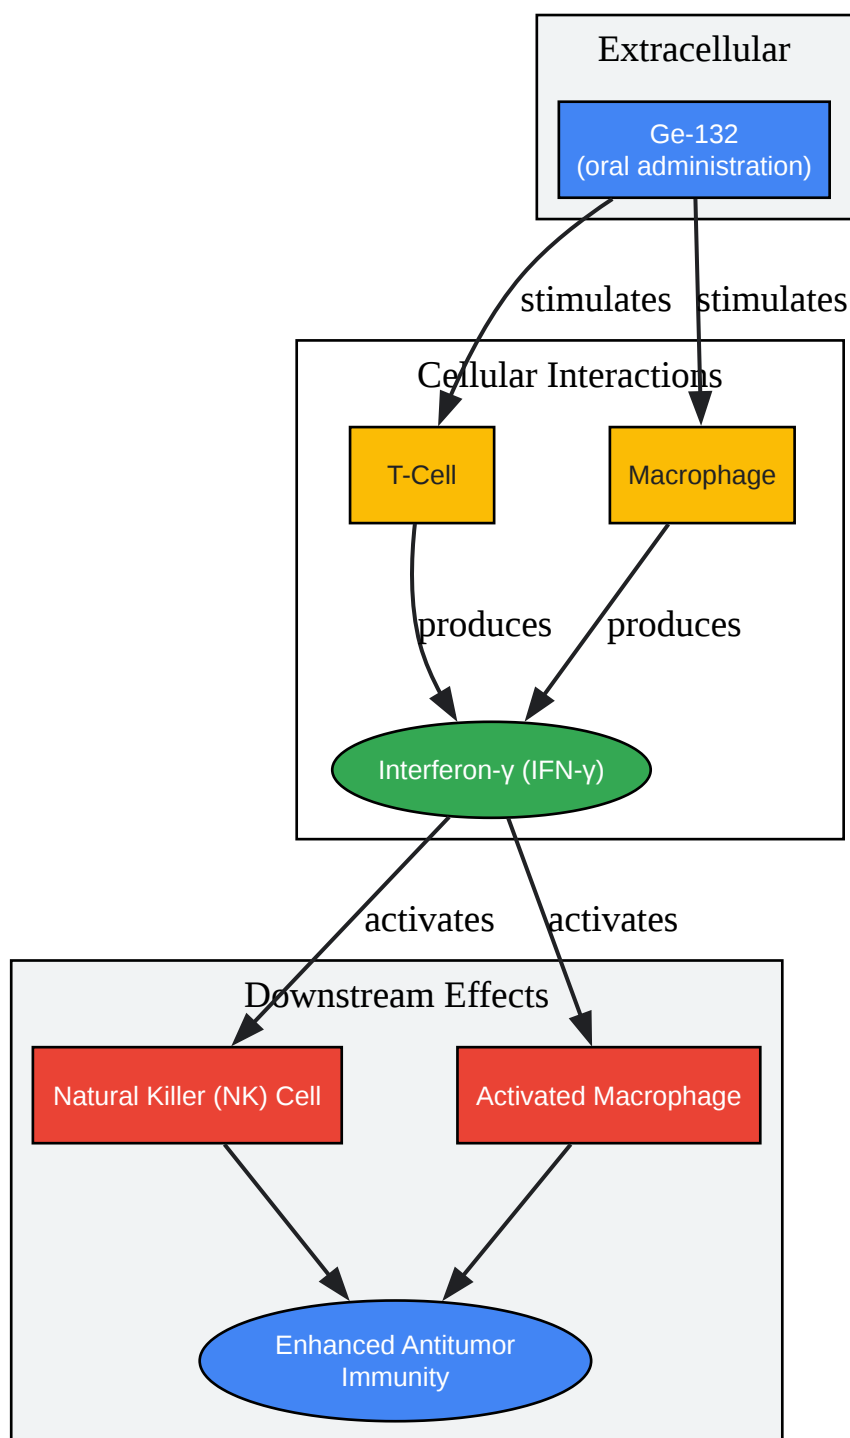 Extracellular
Ge-132
(oral administration)
stimulates
stimulates
Cellular Interactions
T-Cell
Macrophage
produces
produces
Interferon-γ (IFN-γ)
activates
activates
Downstream Effects
Natural Killer (NK) Cell
Activated Macrophage
Enhanced Antitumor
Immunity